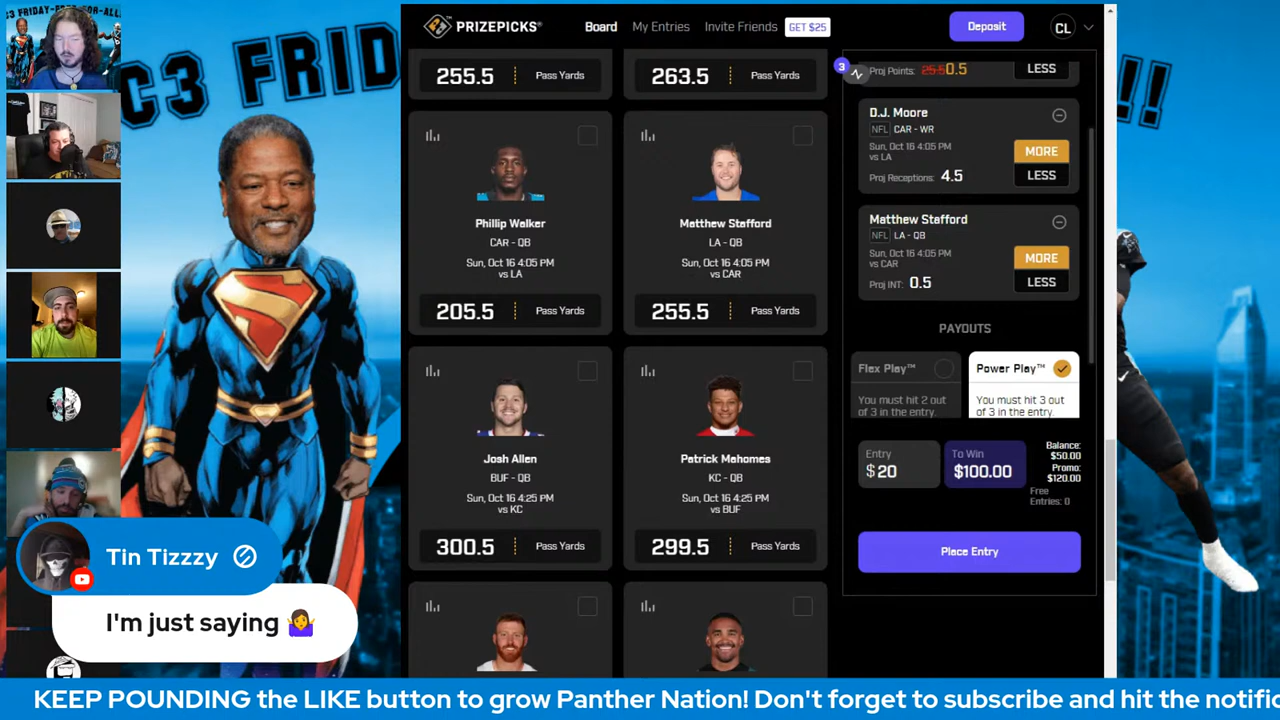 C3 FRIDAY-FREE-FOR-ALL
C3 FRID
!!
PRIZEPICKS
Board
My Entries
Invite Friends
GET $25
Deposit
CL
255.5 Pass Yards
263.5 Pass Yards
Phillip Walker
CAR - QB
Sun, Oct 16 4:05 PM
vs LA
205.5 Pass Yards
Matthew Stafford
LA - QB
Sun, Oct 16 4:05 PM
vs CAR
255.5 Pass Yards
Josh Allen
BUF - QB
Sun, Oct 16 4:25 PM
vs KC
300.5 Pass Yards
Patrick Mahomes
KC - QB
Sun, Oct 16 4:25 PM
vs BUF
299.5 Pass Yards
3
Proj Points: 25.5 0.5
LESS
D.J. Moore
NFL CAR - WR
Sun, Oct 16 4:05 PM
vs LA
Proj Receptions: 4.5
MORE
LESS
Matthew Stafford
NFL LA - QB
Sun, Oct 16 4:05 PM
vs CAR
Proj INT: 0.5
MORE
LESS
PAYOUTS
Flex Play™
You must hit 2 out
of 3 in the entry.
Power Play™
You must hit 3 out
of 3 in the entry.
Entry
$20
To Win
$100.00
Balance:
$50.00
Promo:
$120.00
Free
Entries: 0
Place Entry
Tin Tizzzy
I'm just saying 🤷‍♀️
KEEP POUNDING the LIKE button to grow Panther Nation! Don't forget to subscribe and hit the notific